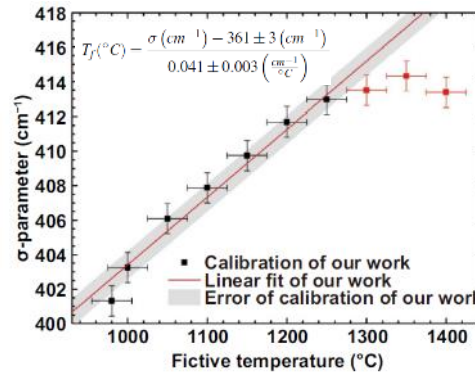 418
416
414
412
410
408
406
404
402
400
σ-parameter (cm⁻¹)
T_f(°C) − σ (cm⁻¹) − 361 ± 3 (cm⁻¹)
0.041 ± 0.003 (cm⁻¹/°C)
Calibration of our work
Linear fit of our work
Error of calibration of our work
1000 1100 1200 1300 1400
Fictive temperature (°C)